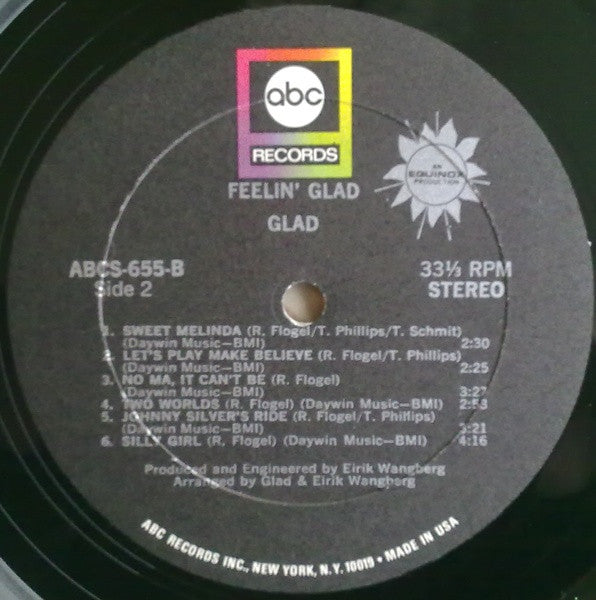 abc
RECORDS
FEELIN' GLAD
GLAD
AN
EQUINOX
PRODUCTION
ABCS-655-B
Side 2
33⅓ RPM
STEREO
1. SWEET MELINDA (R. Flogel/T. Phillips/T. Schmit)
(Daywin Music—BMI) 2:30
2. LET'S PLAY MAKE BELIEVE (R. Flogel/T. Phillips)
(Daywin Music—BMI) 2:25
3. NO MA, IT CAN'T BE (R. Flogel)
(Daywin Music—BMI)
4. TWO WORLDS (R. Flogel) (Daywin Music—BMI)
5. JOHNNY SILVER'S RIDE (R. Flogel/T. Phillips)
(Daywin Music—BMI) 3:21
6. SILLY GIRL (R. Flogel) (Daywin Music—BMI) 4:16
Produced and Engineered by Eirik Wangberg
Arranged by Glad & Eirik Wangberg
ABC RECORDS INC., NEW YORK, N.Y. 10019 • MADE IN USA